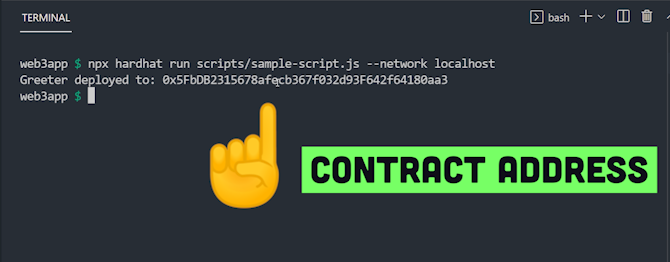 TERMINAL
bash
web3app $ npx hardhat run scripts/sample-script.js --network localhost
Greeter deployed to: 0x5FbDB2315678afecb367f032d93F642f64180aa3
web3app $
CONTRACT ADDRESS